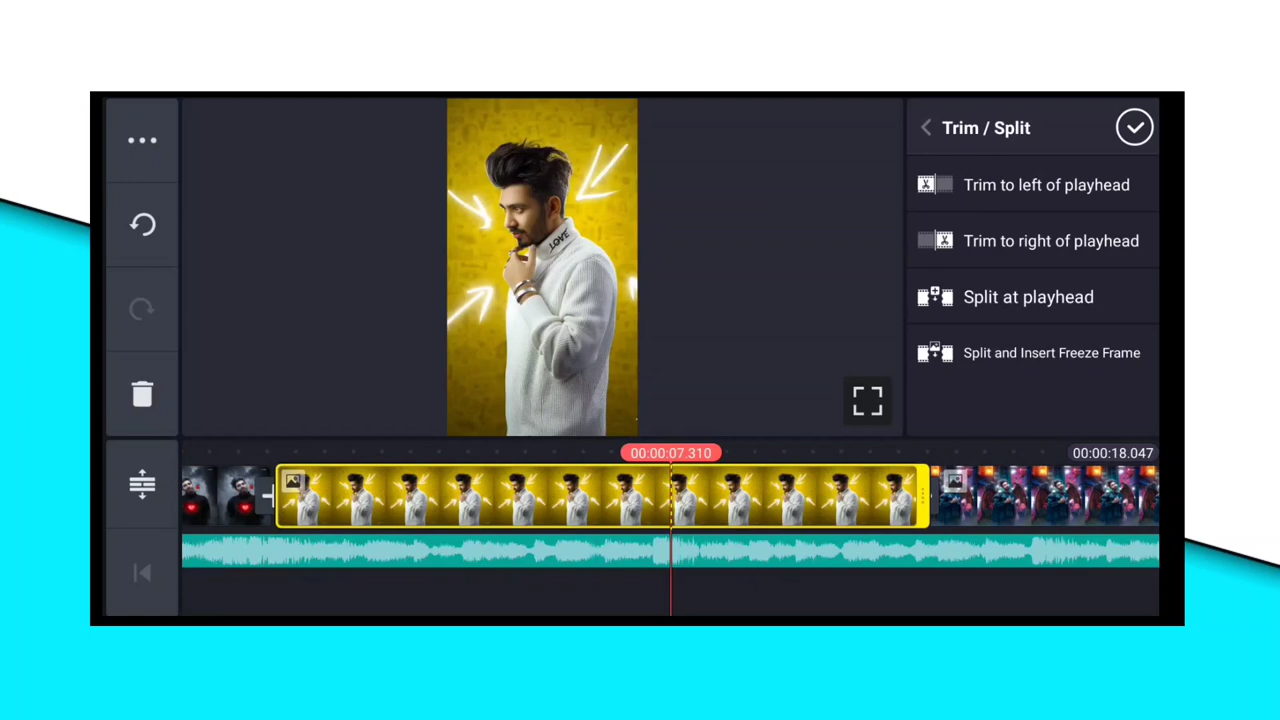 Trim / Split
Trim to left of playhead
Trim to right of playhead
Split at playhead
Split and Insert Freeze Frame
LOVE
00:00:07.310
00:00:18.047